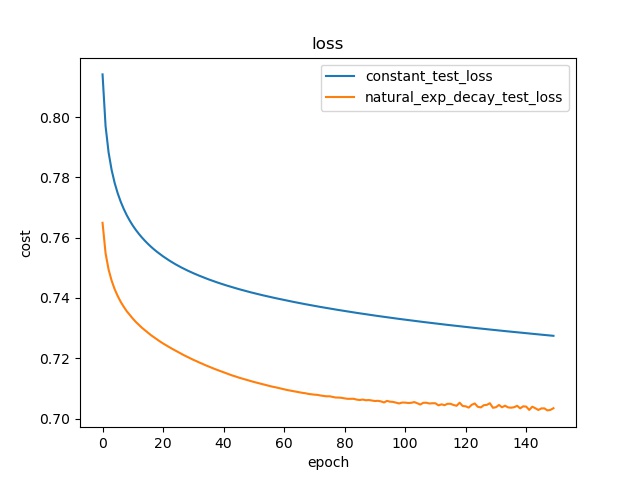 loss
constant_test_loss
natural_exp_decay_test_loss
0.80
0.78
0.76
0.74
0.72
0.70
cost
0 20 40 60 80 100 120 140
epoch